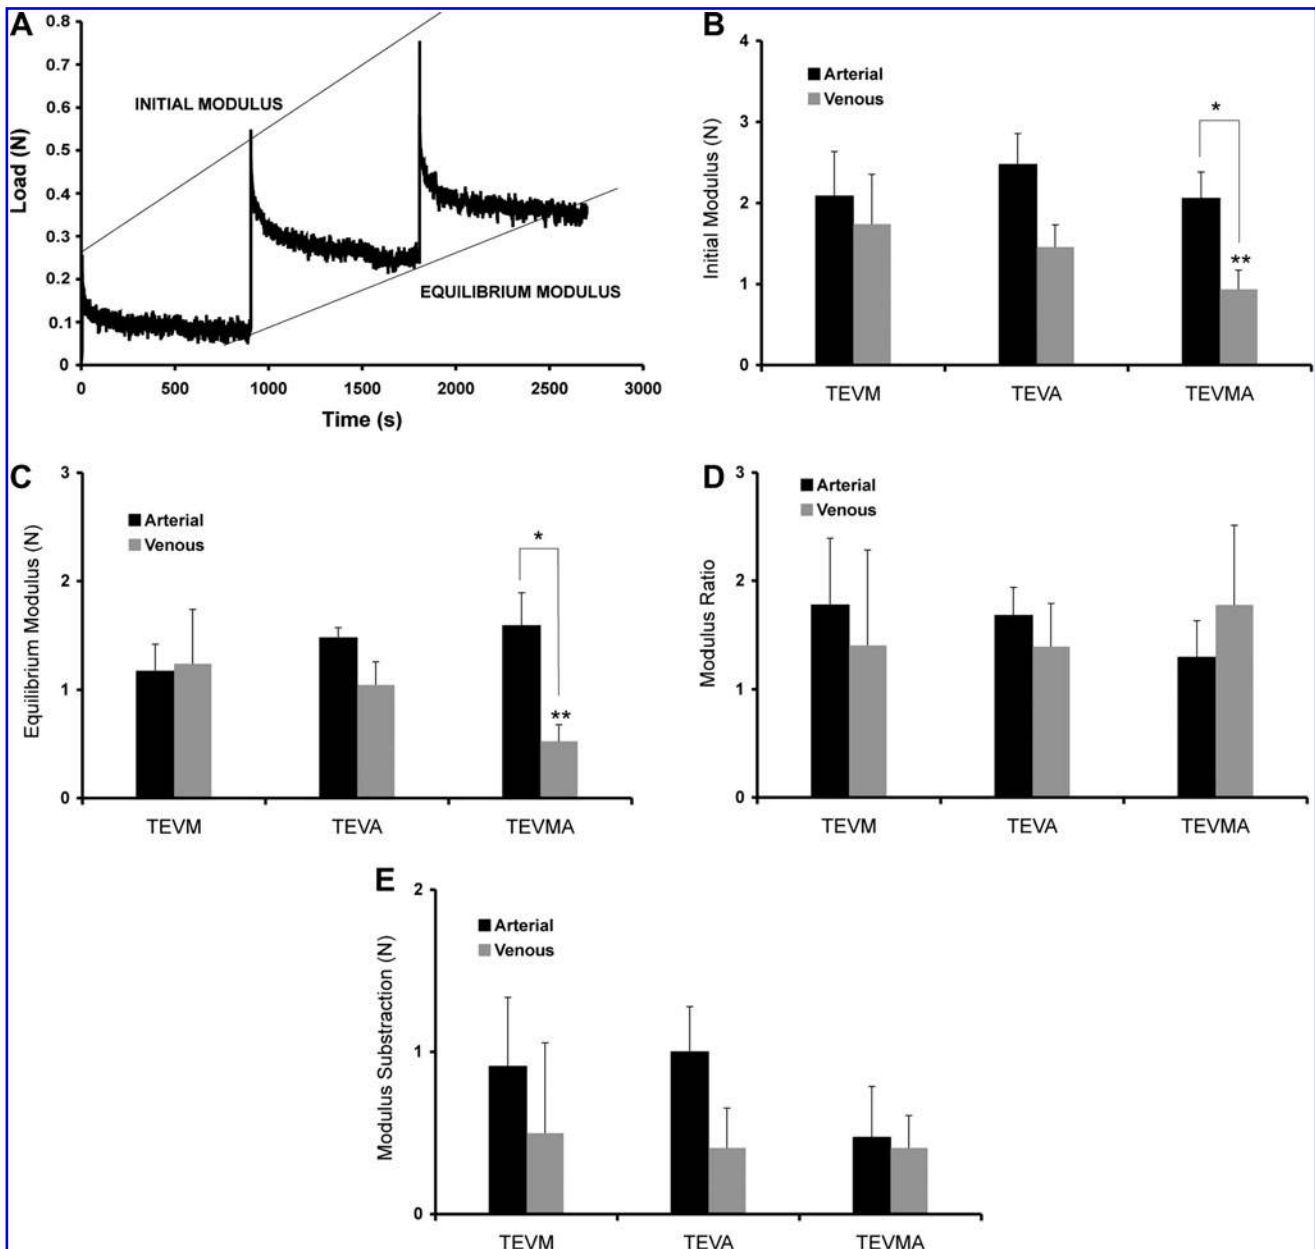 A
0.8
0.7
0.6
0.5
0.4
0.3
0.2
0.1
0
Load (N)
INITIAL MODULUS
EQUILIBRIUM MODULUS
0 500 1000 1500 2000 2500 3000
Time (s)
B
4
3
2
1
0
Initial Modulus (N)
Arterial
Venous
*
**
TEVM TEVA TEVMA
C
3
2
1
0
Equilibrium Modulus (N)
Arterial
Venous
*
**
TEVM TEVA TEVMA
D
3
2
1
0
Modulus Ratio
Arterial
Venous
TEVM TEVA TEVMA
E
2
1
0
Modulus Substraction (N)
Arterial
Venous
TEVM TEVA TEVMA